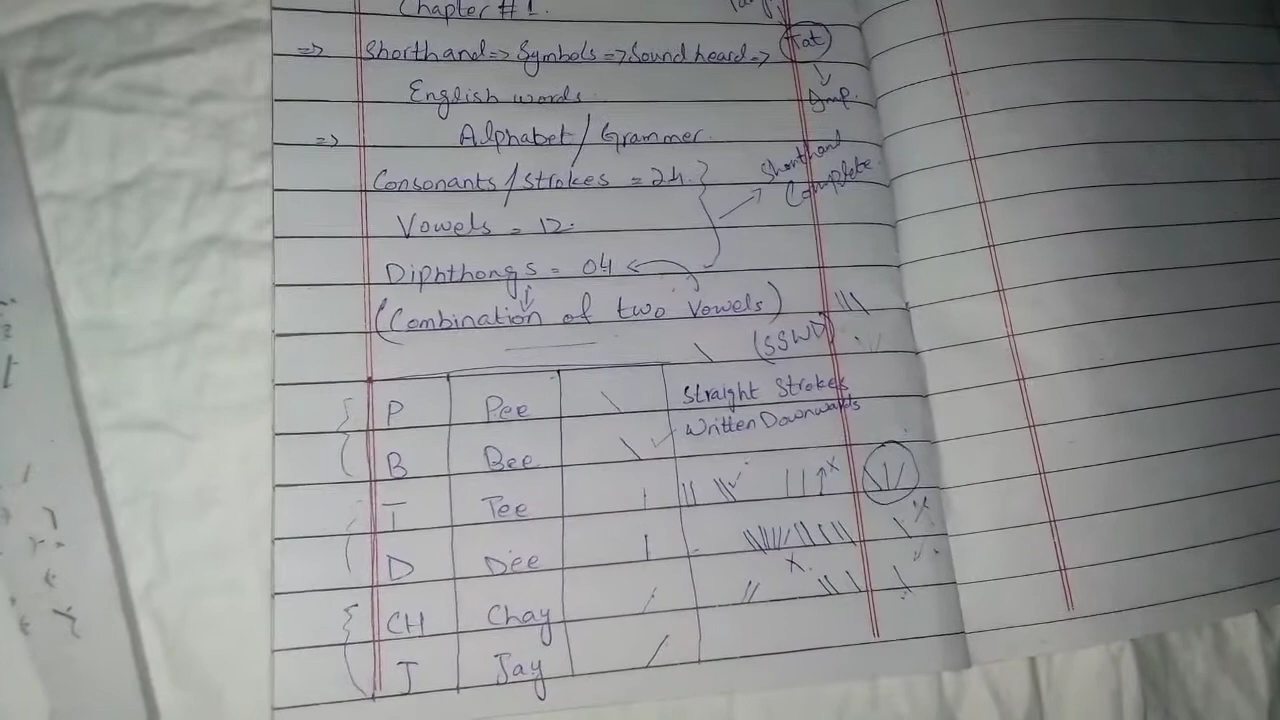 Chapter # 1.
=> Shorthand => Symbols => Sound heard => Tat
English words. Imp.
=> Alphabet / Grammer.
Shorthand Complete
Consonants / Strokes = 24.
Vowels = 12.
Diphthongs = 04
(Combination of two Vowels)
(SSWD)
P Pee \ Straight Strokes
Written Downwards
B Bee \
T Tee |
D Dee |
CH Chay /
J Jay /